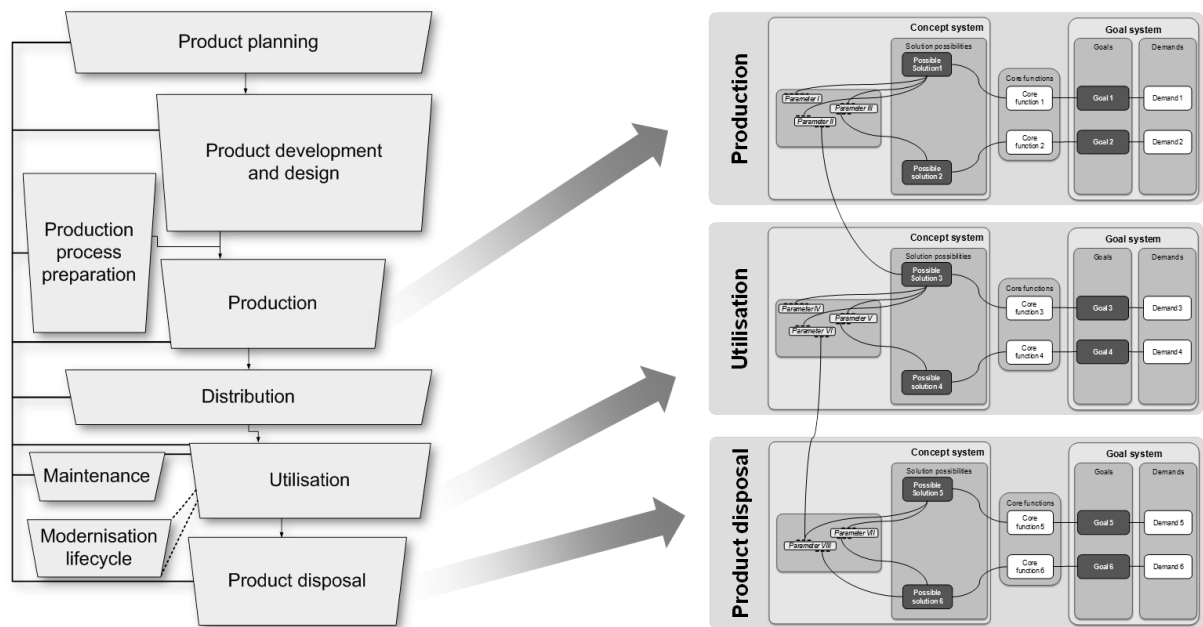 Product planning
Product development
and design
Production
process
preparation
Production
Distribution
Utilisation
Maintenance
Modernisation
lifecycle
Product disposal
Production
Concept system
Solution possibilities
Possible
Solution1
Parameter I
Parameter III
Parameter II
Possible
solution 2
Core functions
Core
function 1
Core
function 2
Goal system
Goals
Demands
Goal 1
Demand 1
Goal 2
Demand 2
Utilisation
Concept system
Solution possibilities
Possible
Solution 3
Parameter IV
Parameter V
Parameter VI
Possible
solution 4
Core functions
Core
function 3
Core
function 4
Goal system
Goals
Demands
Goal 3
Demand 3
Goal 4
Demand 4
Product disposal
Concept system
Solution possibilities
Possible
Solution 5
Parameter VII
Parameter VIII
Possible
solution 6
Core functions
Core
function 5
Core
function 6
Goal system
Goals
Demands
Goal 5
Demand 5
Goal 6
Demand 6